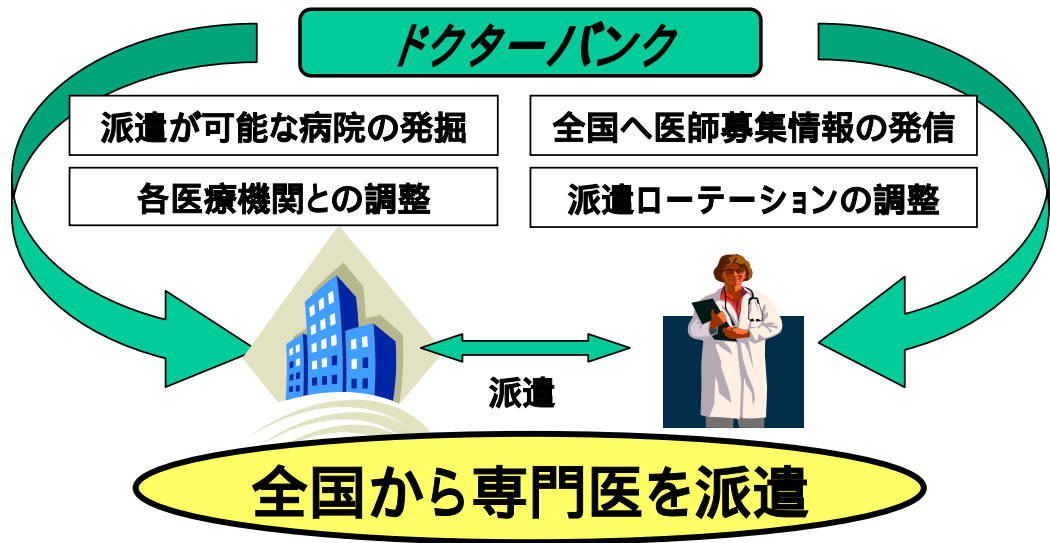 ドクターバンク
派遣が可能な病院の発掘
全国へ医師募集情報の発信
各医療機関との調整
派遣ローテーションの調整
派遣
全国から専門医を派遣